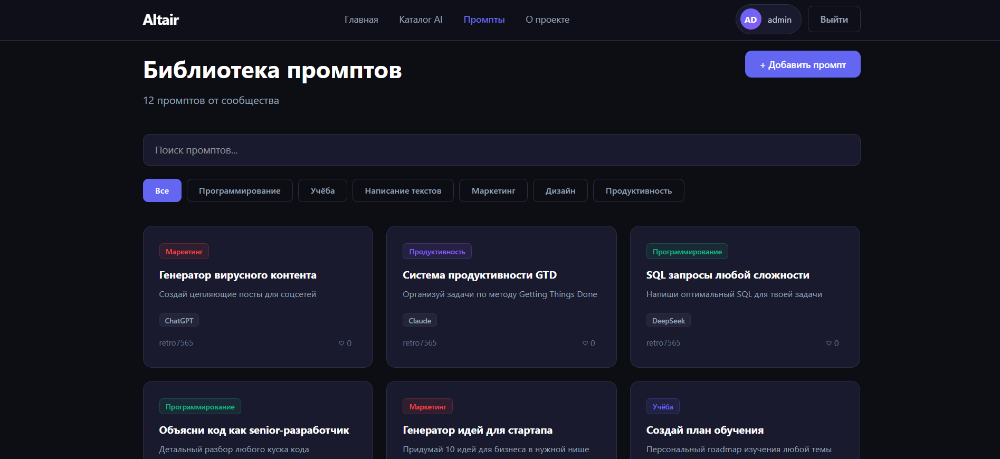 Altair
Главная
Каталог AI
Промпты
О проекте
AD
admin
Выйти
Библиотека промптов
+ Добавить промпт
12 промптов от сообщества
Поиск промптов...
Все
Программирование
Учёба
Написание текстов
Маркетинг
Дизайн
Продуктивность
Маркетинг
Генератор вирусного контента
Создай цепляющие посты для соцсетей
ChatGPT
retro7565
♡ 0
Продуктивность
Система продуктивности GTD
Организуй задачи по методу Getting Things Done
Claude
retro7565
♡ 0
Программирование
SQL запросы любой сложности
Напиши оптимальный SQL для твоей задачи
DeepSeek
retro7565
♡ 0
Программирование
Объясни код как senior-разработчик
Детальный разбор любого куска кода
Маркетинг
Генератор идей для стартапа
Придумай 10 идей для бизнеса в нужной нише
Учёба
Создай план обучения
Персональный roadmap изучения любой темы